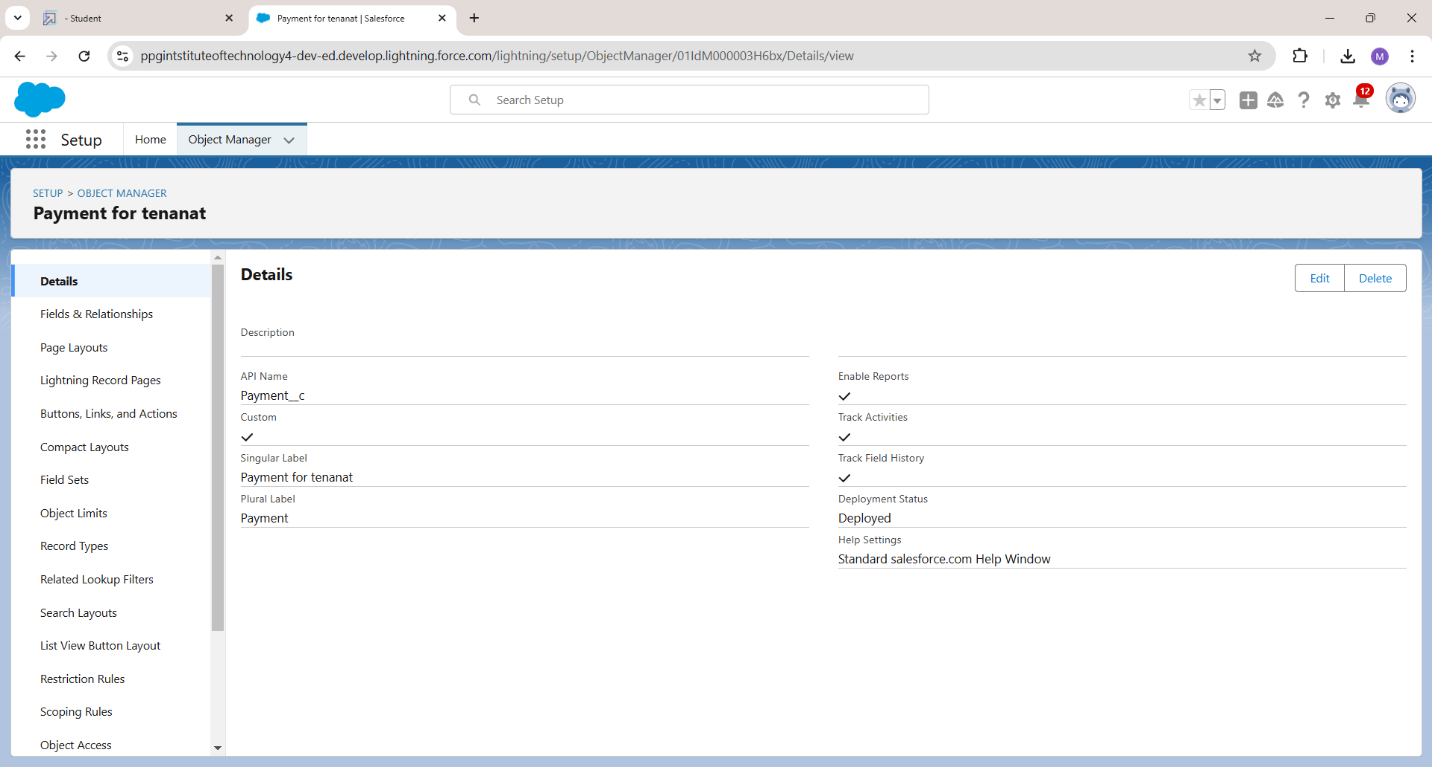 - Student
Payment for tenanat | Salesforce
ppgintstituteoftechnology4-dev-ed.develop.lightning.force.com/lightning/setup/ObjectManager/01IdM000003H6bx/Details/view
M
Search Setup
12
Setup
Home
Object Manager
SETUP > OBJECT MANAGER
Payment for tenanat
Details
Fields & Relationships
Page Layouts
Lightning Record Pages
Buttons, Links, and Actions
Compact Layouts
Field Sets
Object Limits
Record Types
Related Lookup Filters
Search Layouts
List View Button Layout
Restriction Rules
Scoping Rules
Object Access
Details
Edit
Delete
Description
API Name
Payment__c
Custom
Singular Label
Payment for tenanat
Plural Label
Payment
Enable Reports
Track Activities
Track Field History
Deployment Status
Deployed
Help Settings
Standard salesforce.com Help Window